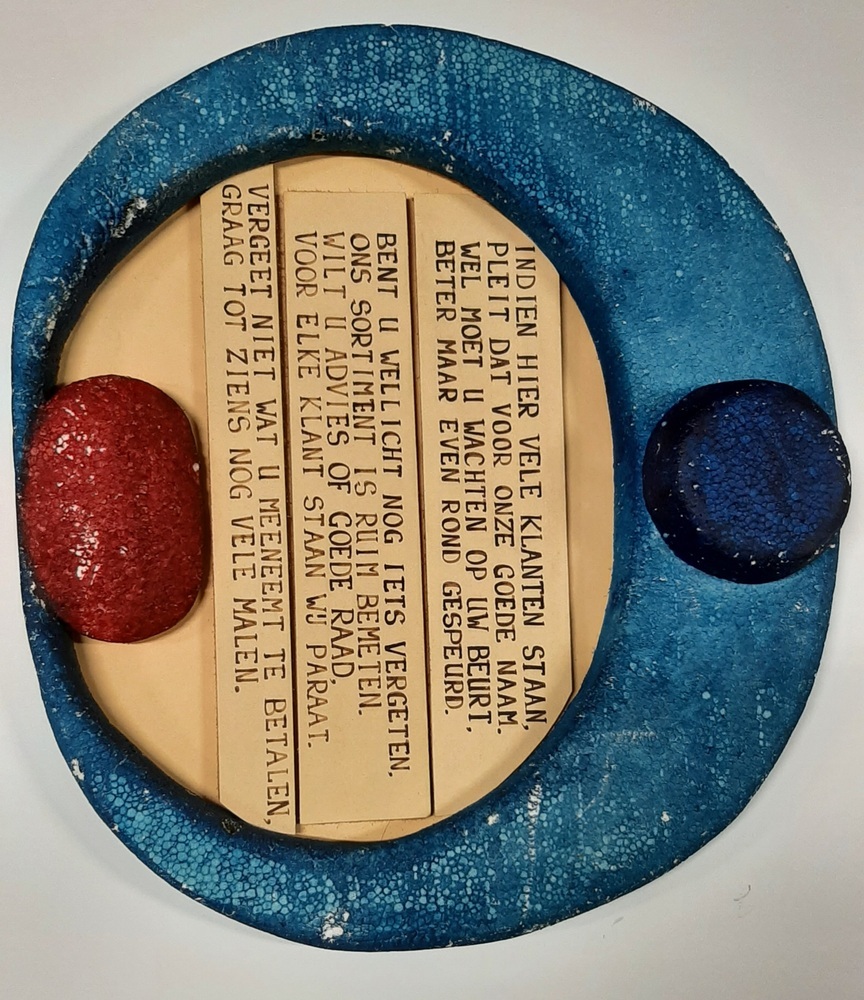 INDIEN HIER VELE KLANTEN STAAN,
PLEIT DAT VOOR ONZE GOEDE NAAM.
WEL MOET U WACHTEN OP UW BEURT,
BETER MAAR EVEN ROND GESPEURD.
BENT U WELLICHT NOG IETS VERGETEN,
ONS SORTIMENT IS RUIM BEMETEN.
WILT U ADVIES OF GOEDE RAAD,
VOOR ELKE KLANT STAAN WIJ PARAAT.
VERGEET NIET WAT U MEENEEMT TE BETALEN,
GRAAG TOT ZIENS NOG VELE MALEN.